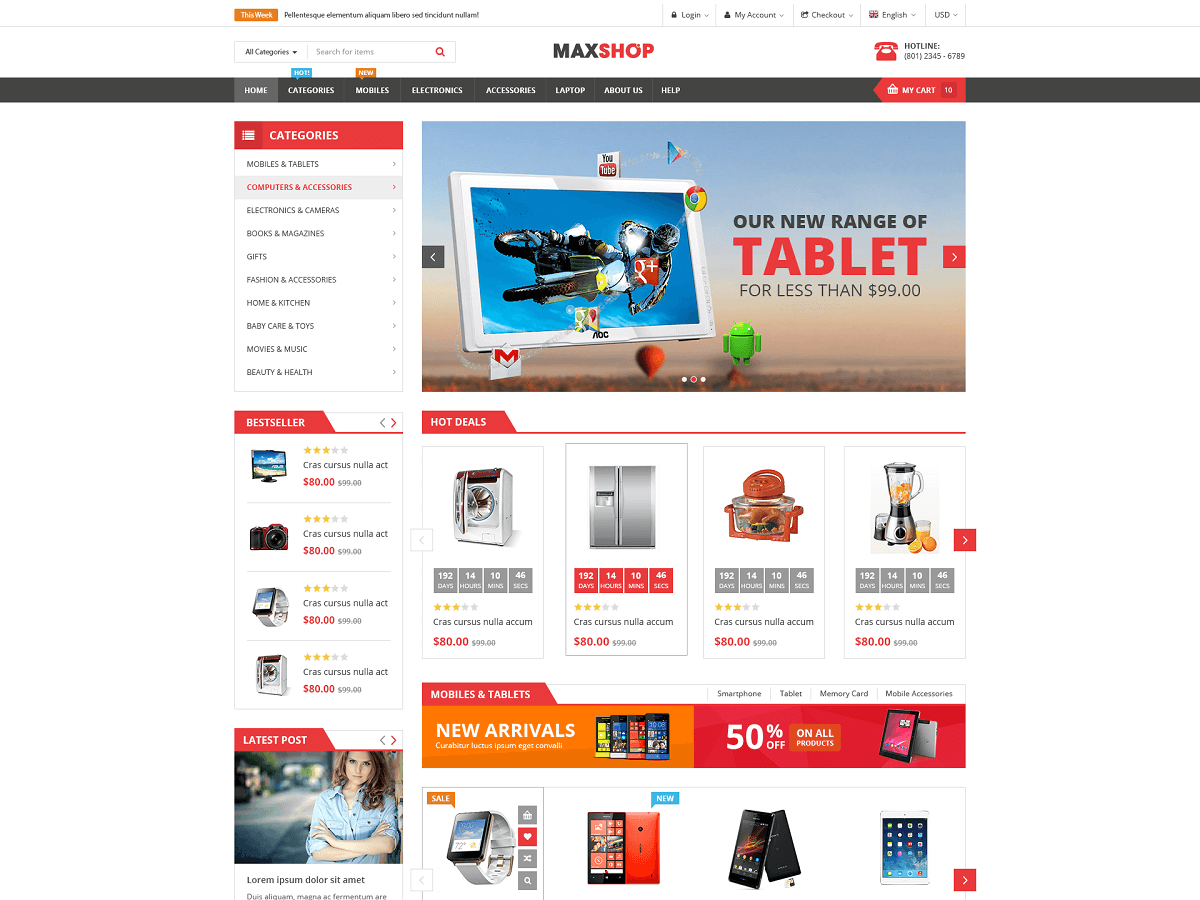 This Week Pellentesque elementum aliquam libero sed tincidunt nullam!
Login My Account Checkout English USD
All Categories Search for items
MAXSHOP
HOTLINE:
(801) 2345 - 6789
HOT! NEW
HOME CATEGORIES MOBILES ELECTRONICS ACCESSORIES LAPTOP ABOUT US HELP
MY CART 10
CATEGORIES
MOBILES & TABLETS
COMPUTERS & ACCESSORIES
ELECTRONICS & CAMERAS
BOOKS & MAGAZINES
GIFTS
FASHION & ACCESSORIES
HOME & KITCHEN
BABY CARE & TOYS
MOVIES & MUSIC
BEAUTY & HEALTH
You
Tube
g+
AOC
M
OUR NEW RANGE OF
TABLET
FOR LESS THAN $99.00
BESTSELLER
Cras cursus nulla act
$80.00 $99.00
Cras cursus nulla act
$80.00 $99.00
Cras cursus nulla act
$80.00 $99.00
Cras cursus nulla act
$80.00 $99.00
HOT DEALS
192 14 10 46
DAYS HOURS MINS SECS
Cras cursus nulla accum
$80.00 $99.00
192 14 10 46
DAYS HOURS MINS SECS
Cras cursus nulla accum
$80.00 $99.00
192 14 10 46
DAYS HOURS MINS SECS
Cras cursus nulla accum
$80.00 $99.00
192 14 10 46
DAYS HOURS MINS SECS
Cras cursus nulla accum
$80.00 $99.00
MOBILES & TABLETS
Smartphone Tablet Memory Card Mobile Accessories
NEW ARRIVALS
Curabitur luctus ipsum eget convalli
50% OFF
ON ALL
PRODUCTS
LATEST POST
Lorem ipsum dolor sit amet
Duis aliquam, magna ac fermentum are
SALE
NEW